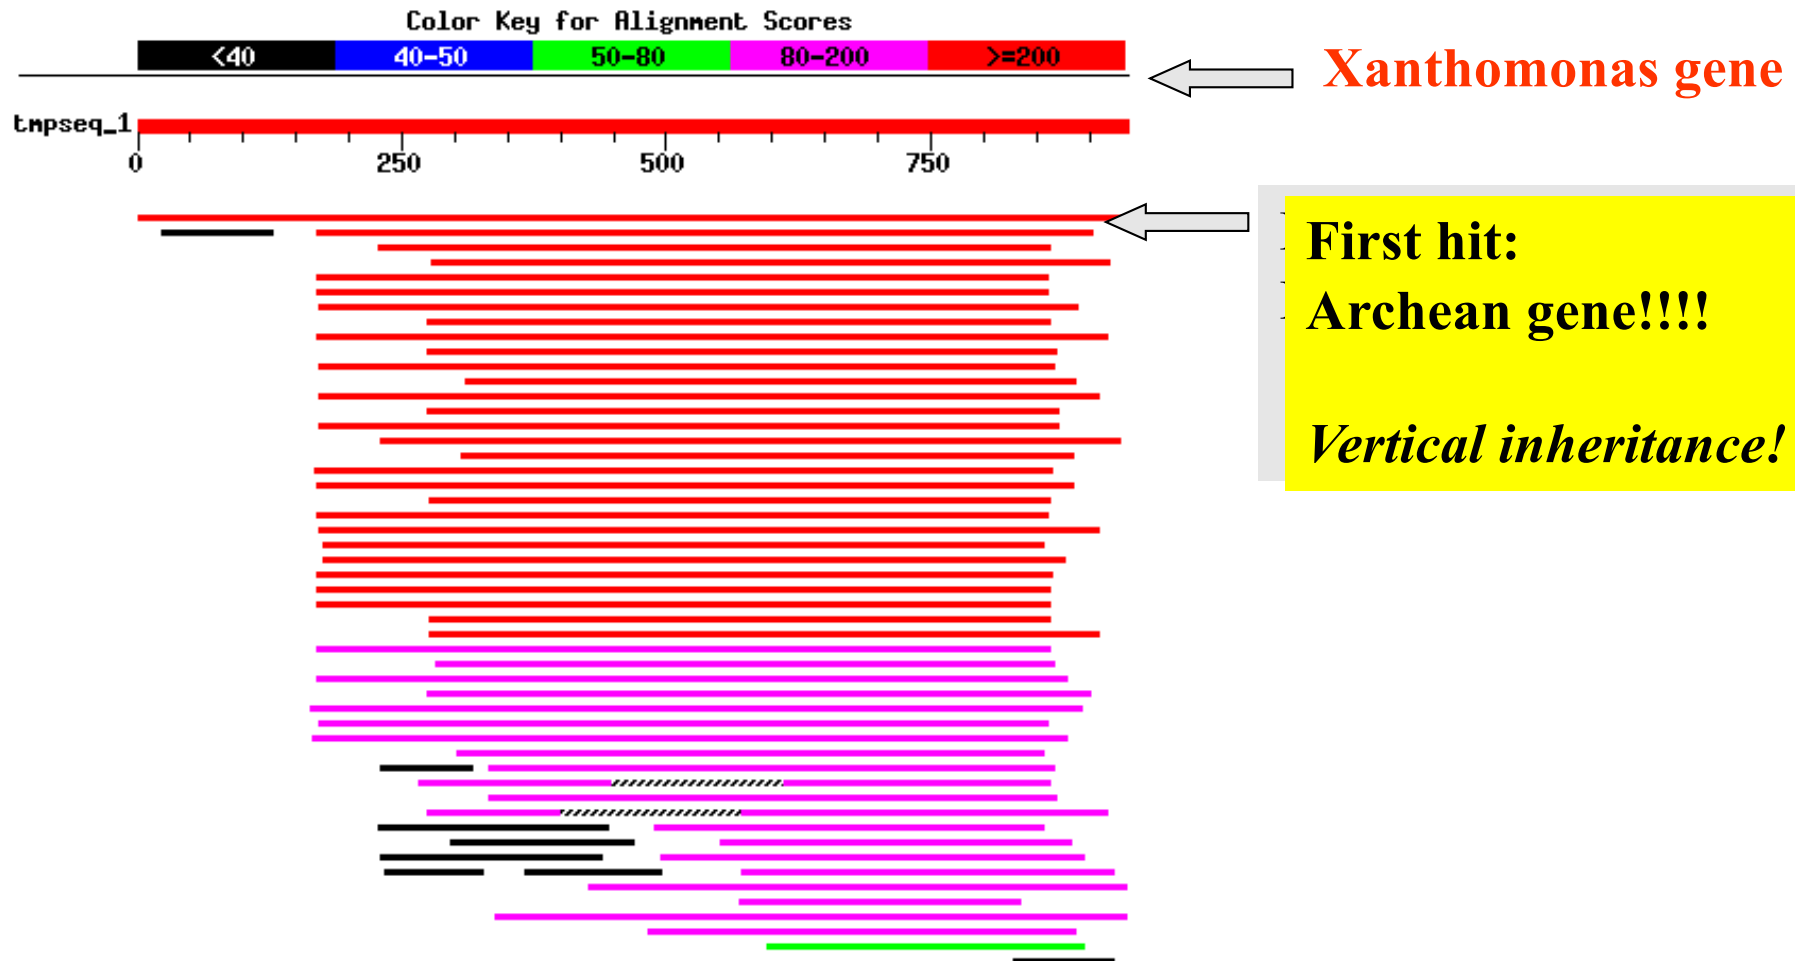 Color Key for Alignment Scores
<40 40-50 50-80 80-200 >=200
Xanthomonas gene
tmpseq_1
0 250 500 750
First hit:
Archean gene!!!!
Vertical inheritance!